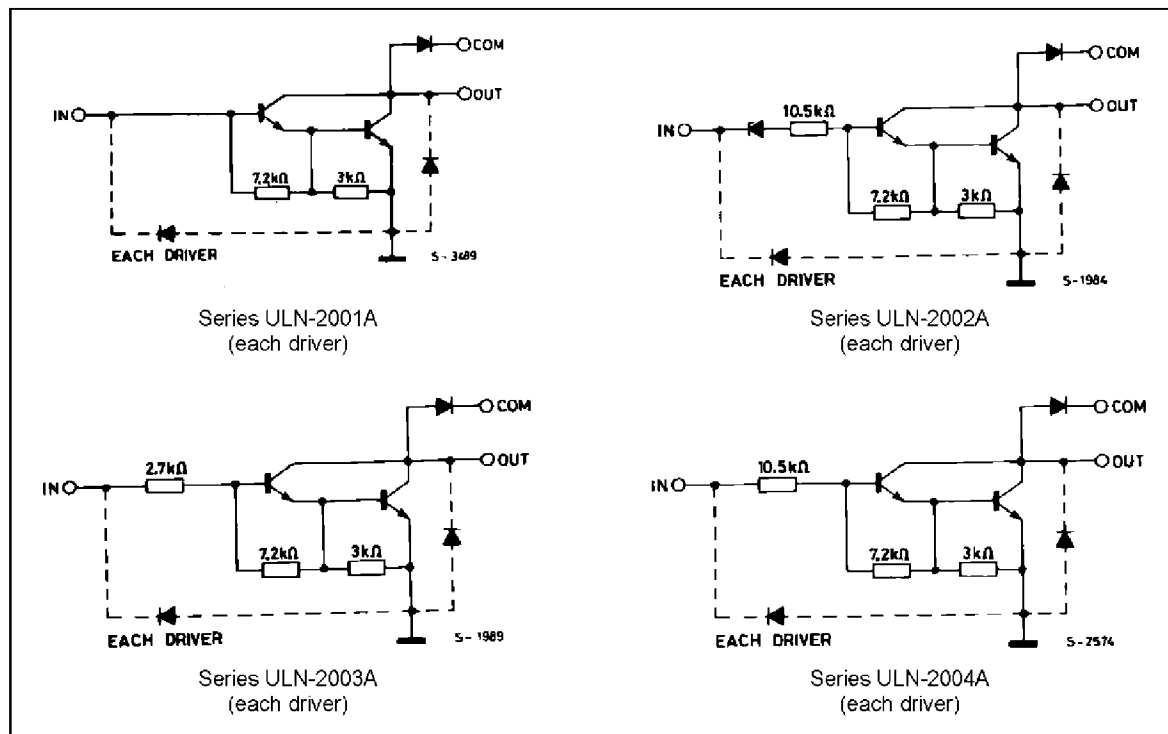 COM
OUT
IN
7.2kΩ 3kΩ
EACH DRIVER
S-3489
Series ULN-2001A
(each driver)
COM
OUT
10.5kΩ
IN
7.2kΩ 3kΩ
EACH DRIVER
S-1984
Series ULN-2002A
(each driver)
COM
OUT
2.7kΩ
IN
7.2kΩ 3kΩ
EACH DRIVER
S-1989
Series ULN-2003A
(each driver)
COM
OUT
10.5kΩ
IN
7.2kΩ 3kΩ
EACH DRIVER
S-2574
Series ULN-2004A
(each driver)